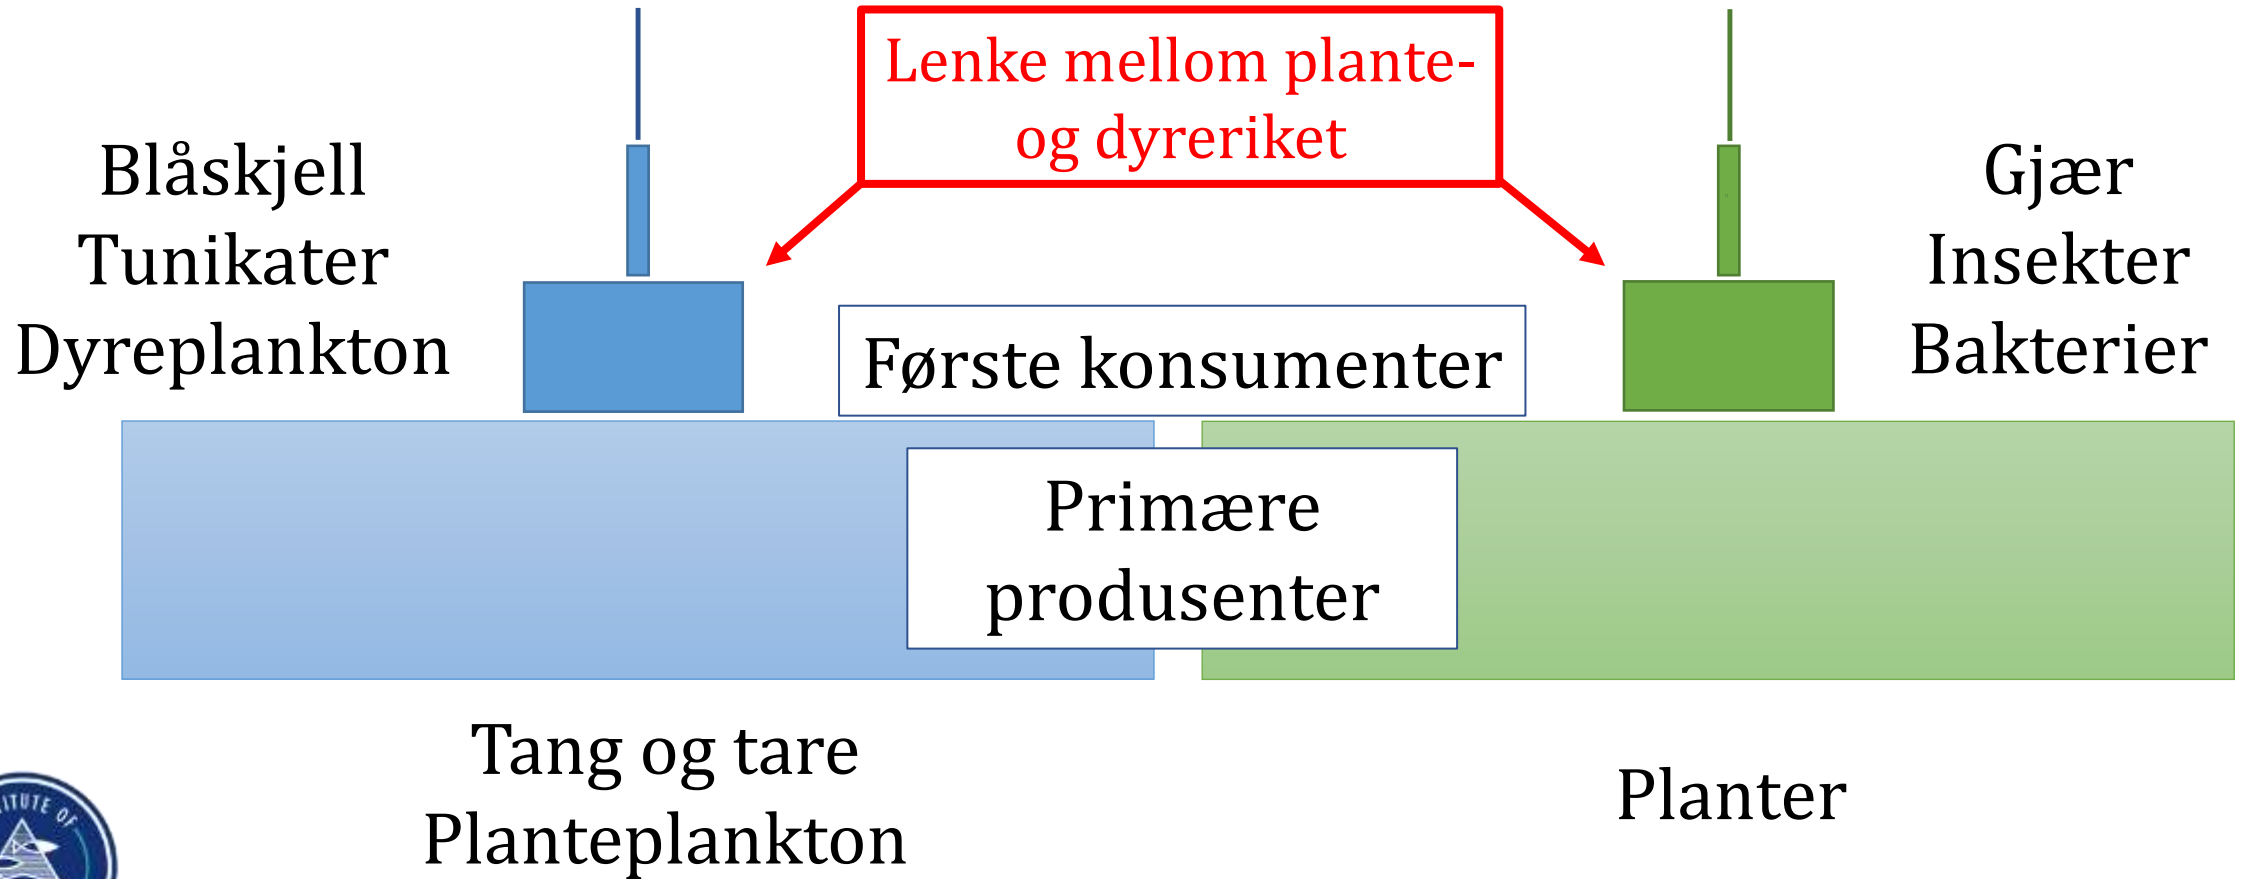 Lenke mellom plante-
og dyreriket
Blåskjell
Tunikater
Dyreplankton
Gjær
Insekter
Bakterier
Første konsumenter
Primære
produsenter
Tang og tare
Planteplankton
Planter
OF